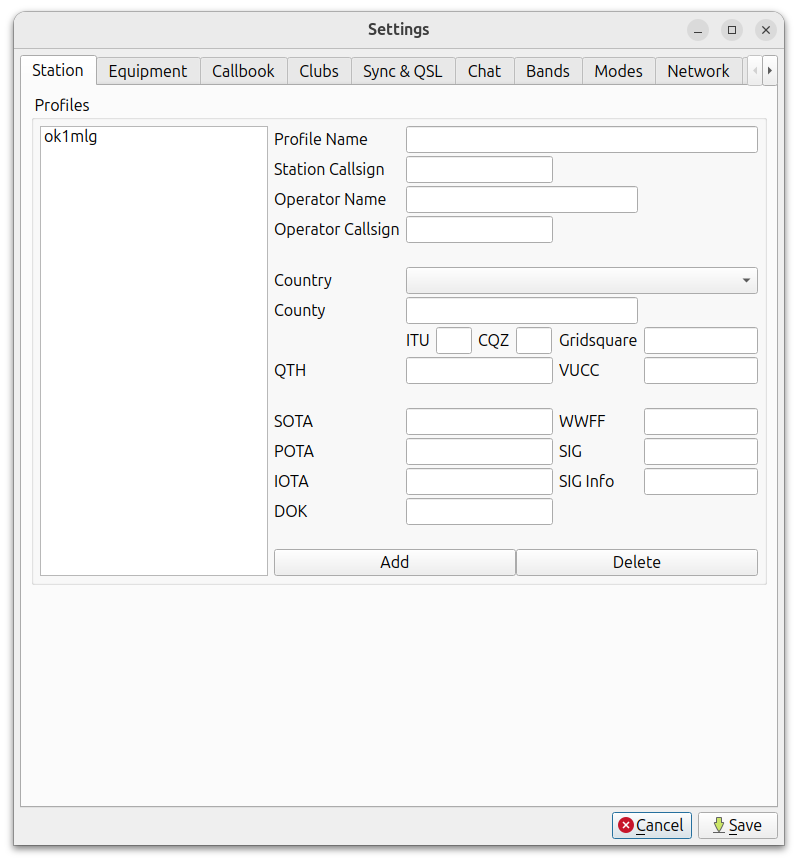 Settings
Station Equipment Callbook Clubs Sync & QSL Chat Bands Modes Network
Profiles
ok1mlg
Profile Name
Station Callsign
Operator Name
Operator Callsign
Country
County
ITU CQZ Gridsquare
QTH VUCC
SOTA WWFF
POTA SIG
IOTA SIG Info
DOK
Add Delete
Cancel Save